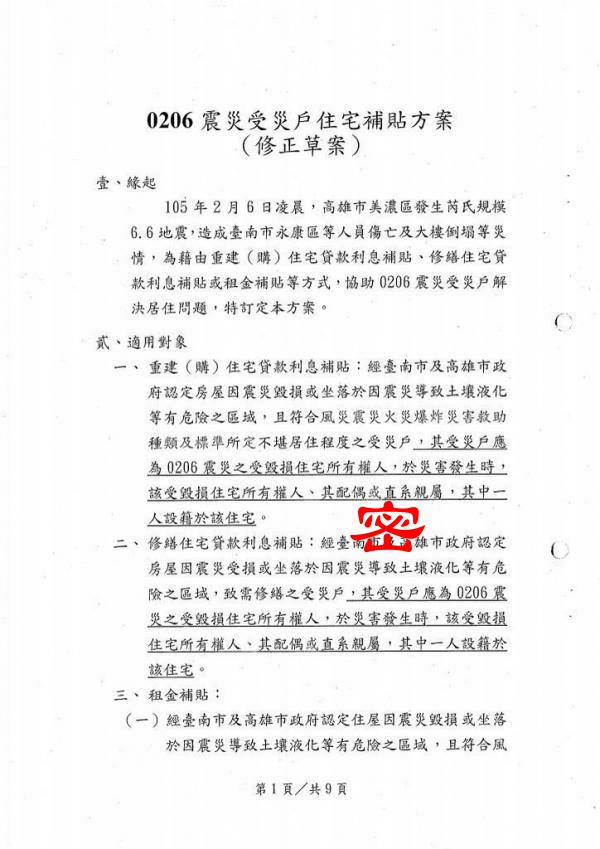 0206 震災受災戶住宅補貼方案
（修正草案）
壹、緣起
105 年 2 月 6 日凌晨，高雄市美濃區發生芮氏規模
6.6 地震，造成臺南市永康區等人員傷亡及大樓倒塌等災
情，為藉由重建（購）住宅貸款利息補貼、修繕住宅貸
款利息補貼或租金補貼等方式，協助 0206 震災受災戶解
決居住問題，特訂定本方案。
貳、適用對象
一、重建（購）住宅貸款利息補貼：經臺南市及高雄市政
府認定房屋因震災毀損或坐落於因震災導致土壤液化
等有危險之區域，且符合風災震災火災爆炸災害救助
種類及標準所定不堪居住程度之受災戶，其受災戶應
為 0206 震災之受毀損住宅所有權人，於災害發生時，
該受毀損住宅所有權人、其配偶或直系親屬，其中一
人設籍於該住宅。
密
二、修繕住宅貸款利息補貼：經臺南市及高雄市政府認定
房屋因震災受損或坐落於因震災導致土壤液化等有危
險之區域，致需修繕之受災戶，其受災戶應為 0206 震
災之受毀損住宅所有權人，於災害發生時，該受毀損
住宅所有權人、其配偶或直系親屬，其中一人設籍於
該住宅。
三、租金補貼：
（一）經臺南市及高雄市政府認定住屋因震災毀損或坐落
於因震災導致土壤液化等有危險之區域，且符合風
第 1 頁／共 9 頁